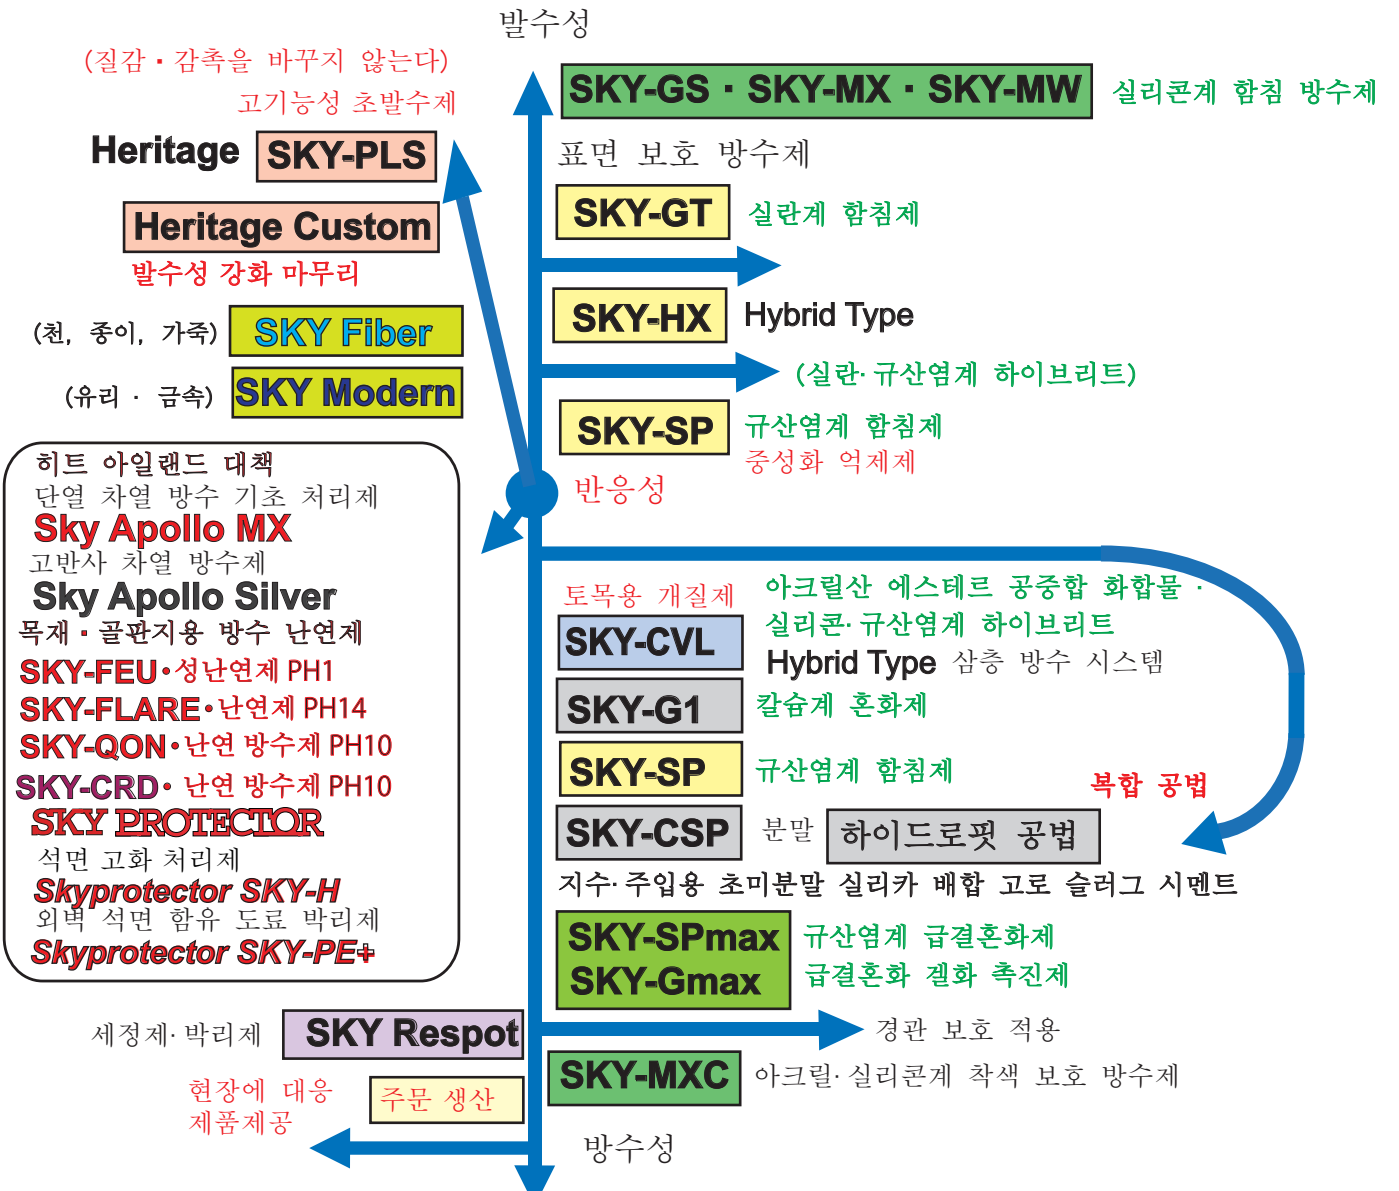 발수성
(질감・감촉을 바꾸지 않는다)
고기능성 초발수제
Heritage SKY-PLS
Heritage Custom
발수성 강화 마무리
(천, 종이, 가죽) SKY Fiber
(유리 · 금속) SKY Modern
히트 아일랜드 대책
단열 차열 방수 기초 처리제
Sky Apollo MX
고반사 차열 방수제
Sky Apollo Silver
목재・골판지용 방수 난연제
SKY-FEU・성난연제 PH1
SKY-FLARE・난연제 PH14
SKY-QON・난연 방수제 PH10
SKY-CRD・난연 방수제 PH10
SKY PROTECTOR
석면 고화 처리제
Skyprotector SKY-H
외벽 석면 함유 도료 박리제
Skyprotector SKY-PE+
세정제·박리제 SKY Respot
현장에 대응
제품제공
주문 생산
SKY-GS・SKY-MX・SKY-MW 실리콘계 함침 방수제
표면 보호 방수제
SKY-GT 실란계 함침제
SKY-HX Hybrid Type
(실란·규산염계 하이브리트)
SKY-SP 규산염계 함침제
중성화 억제제
반응성
토목용 개질제
아크릴산 에스테르 공중합 화합물 ·
실리콘·규산염계 하이브리트
SKY-CVL
Hybrid Type 삼층 방수 시스템
SKY-G1 칼슘계 혼화제
SKY-SP 규산염계 함침제
복합 공법
SKY-CSP 분말 하이드로핏 공법
지수·주입용 초미분말 실리카 배합 고로 슬러그 시멘트
SKY-SPmax 규산염계 급결혼화제
SKY-Gmax 급결혼화 겔화 촉진제
경관 보호 적용
SKY-MXC 아크릴·실리콘계 착색 보호 방수제
방수성